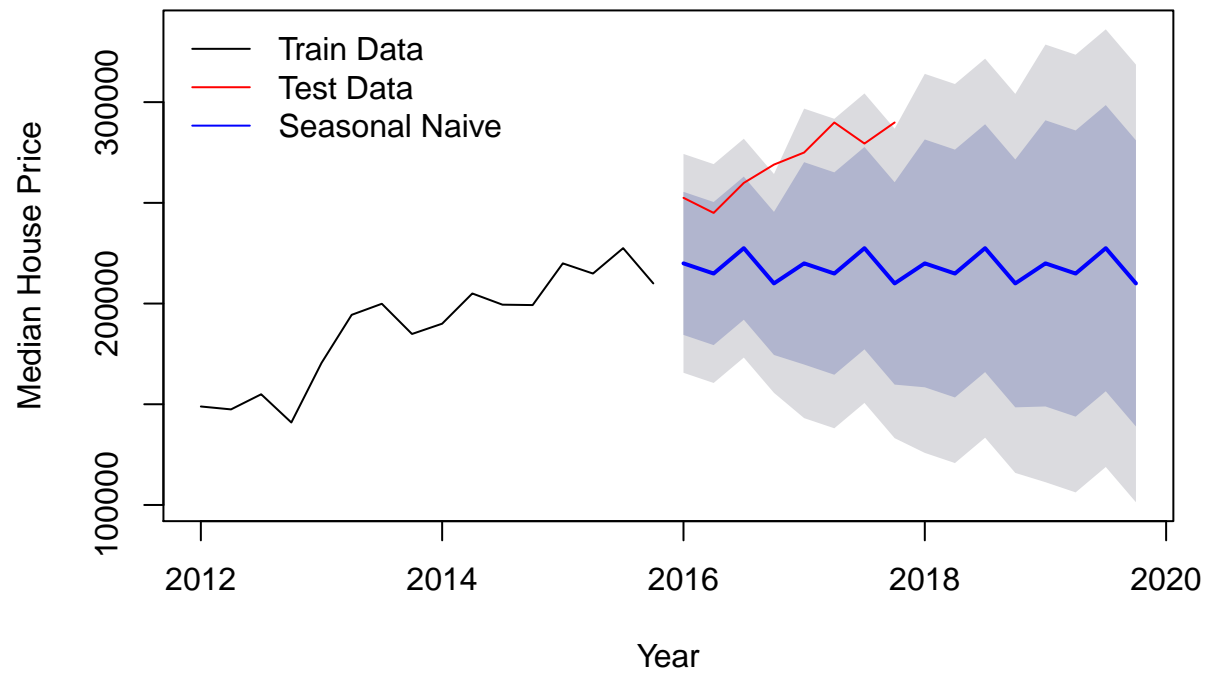 Train Data
Test Data
Seasonal Naive
Median House Price
300000
200000
100000
2012 2014 2016 2018 2020
Year